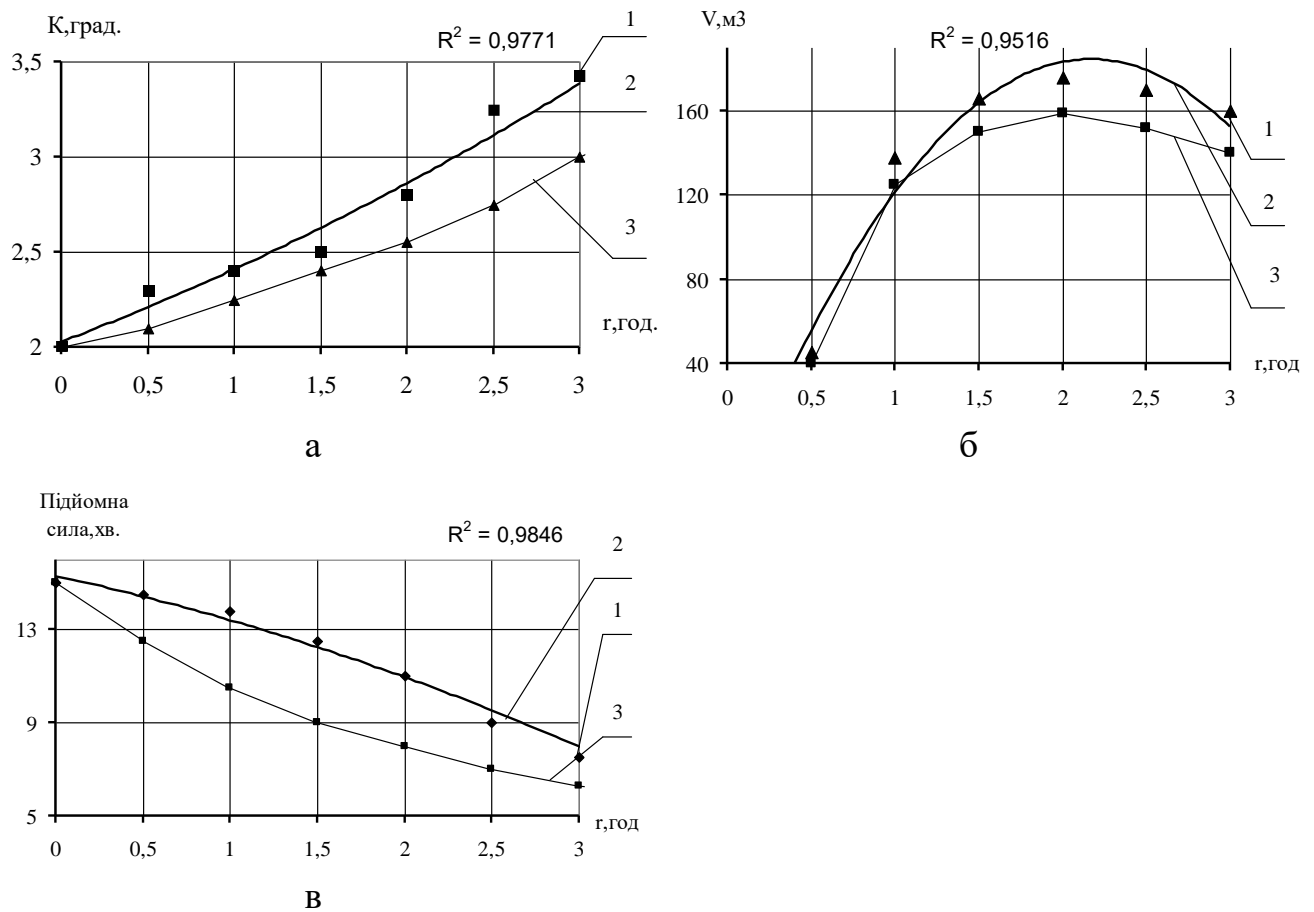 К,град.
R² = 0,9771
1
3,5
2
3
3
2,5
r,год.
2
0 0,5 1 1,5 2 2,5 3
а
V,м3
R² = 0,9516
160
1
120
2
80
3
40
r,год
0 0,5 1 1,5 2 2,5 3
б
Підйомна
сила,хв.
R² = 0,9846
2
13
1
9
3
5
r,год
0 0,5 1 1,5 2 2,5 3
в